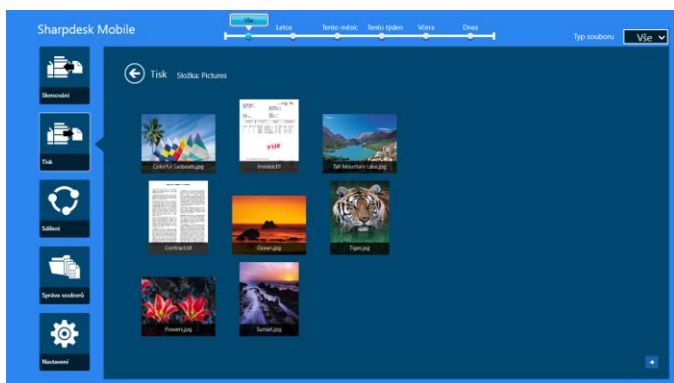 Sharpdesk Mobile
Vše
Letos
Tento měsíc
Tento týden
Včera
Dnes
Typ souboru
Vše
Skenování
Tisk
Sdílení
Správa souborů
Nastavení
Tisk Složka: Pictures
Colorful Sailboats.jpg
Invoice.tif
Tall Mountain Lake.jpg
PAID
Contract.tif
Ocean.jpg
Tiger.jpg
Flowers.jpg
Sunset.jpg